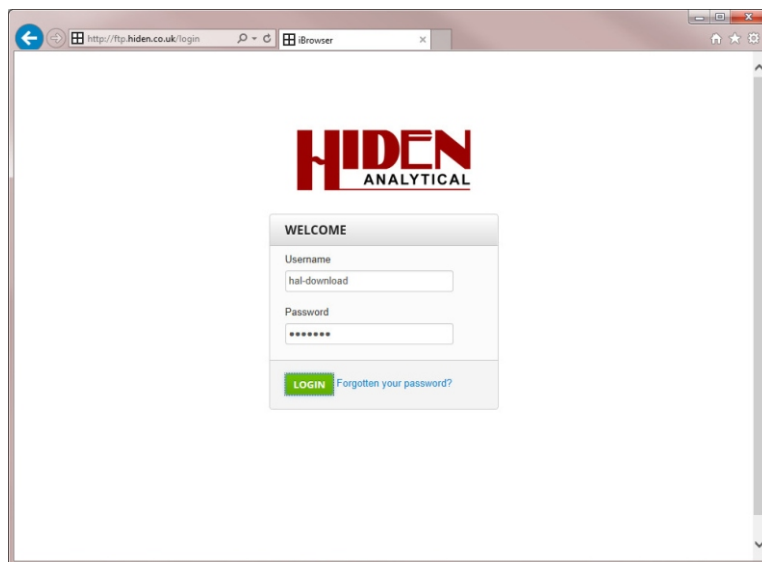 http://ftp.hiden.co.uk/login
iBrowser
HIDEN
ANALYTICAL
WELCOME
Username
hal-download
Password
•••••••
LOGIN Forgotten your password?